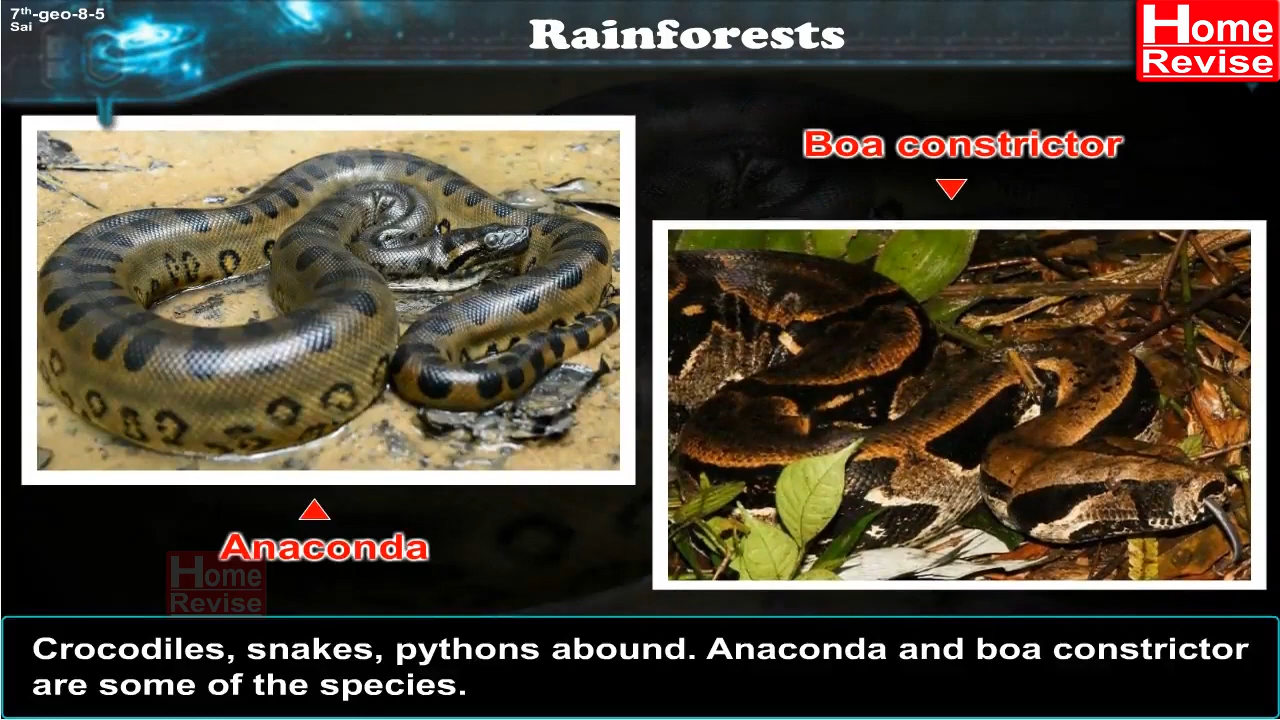 7th-geo-8-5
Sai
Rainforests
Home
Revise
Boa constrictor
Anaconda
Home
Revise
Crocodiles, snakes, pythons abound. Anaconda and boa constrictor
are some of the species.